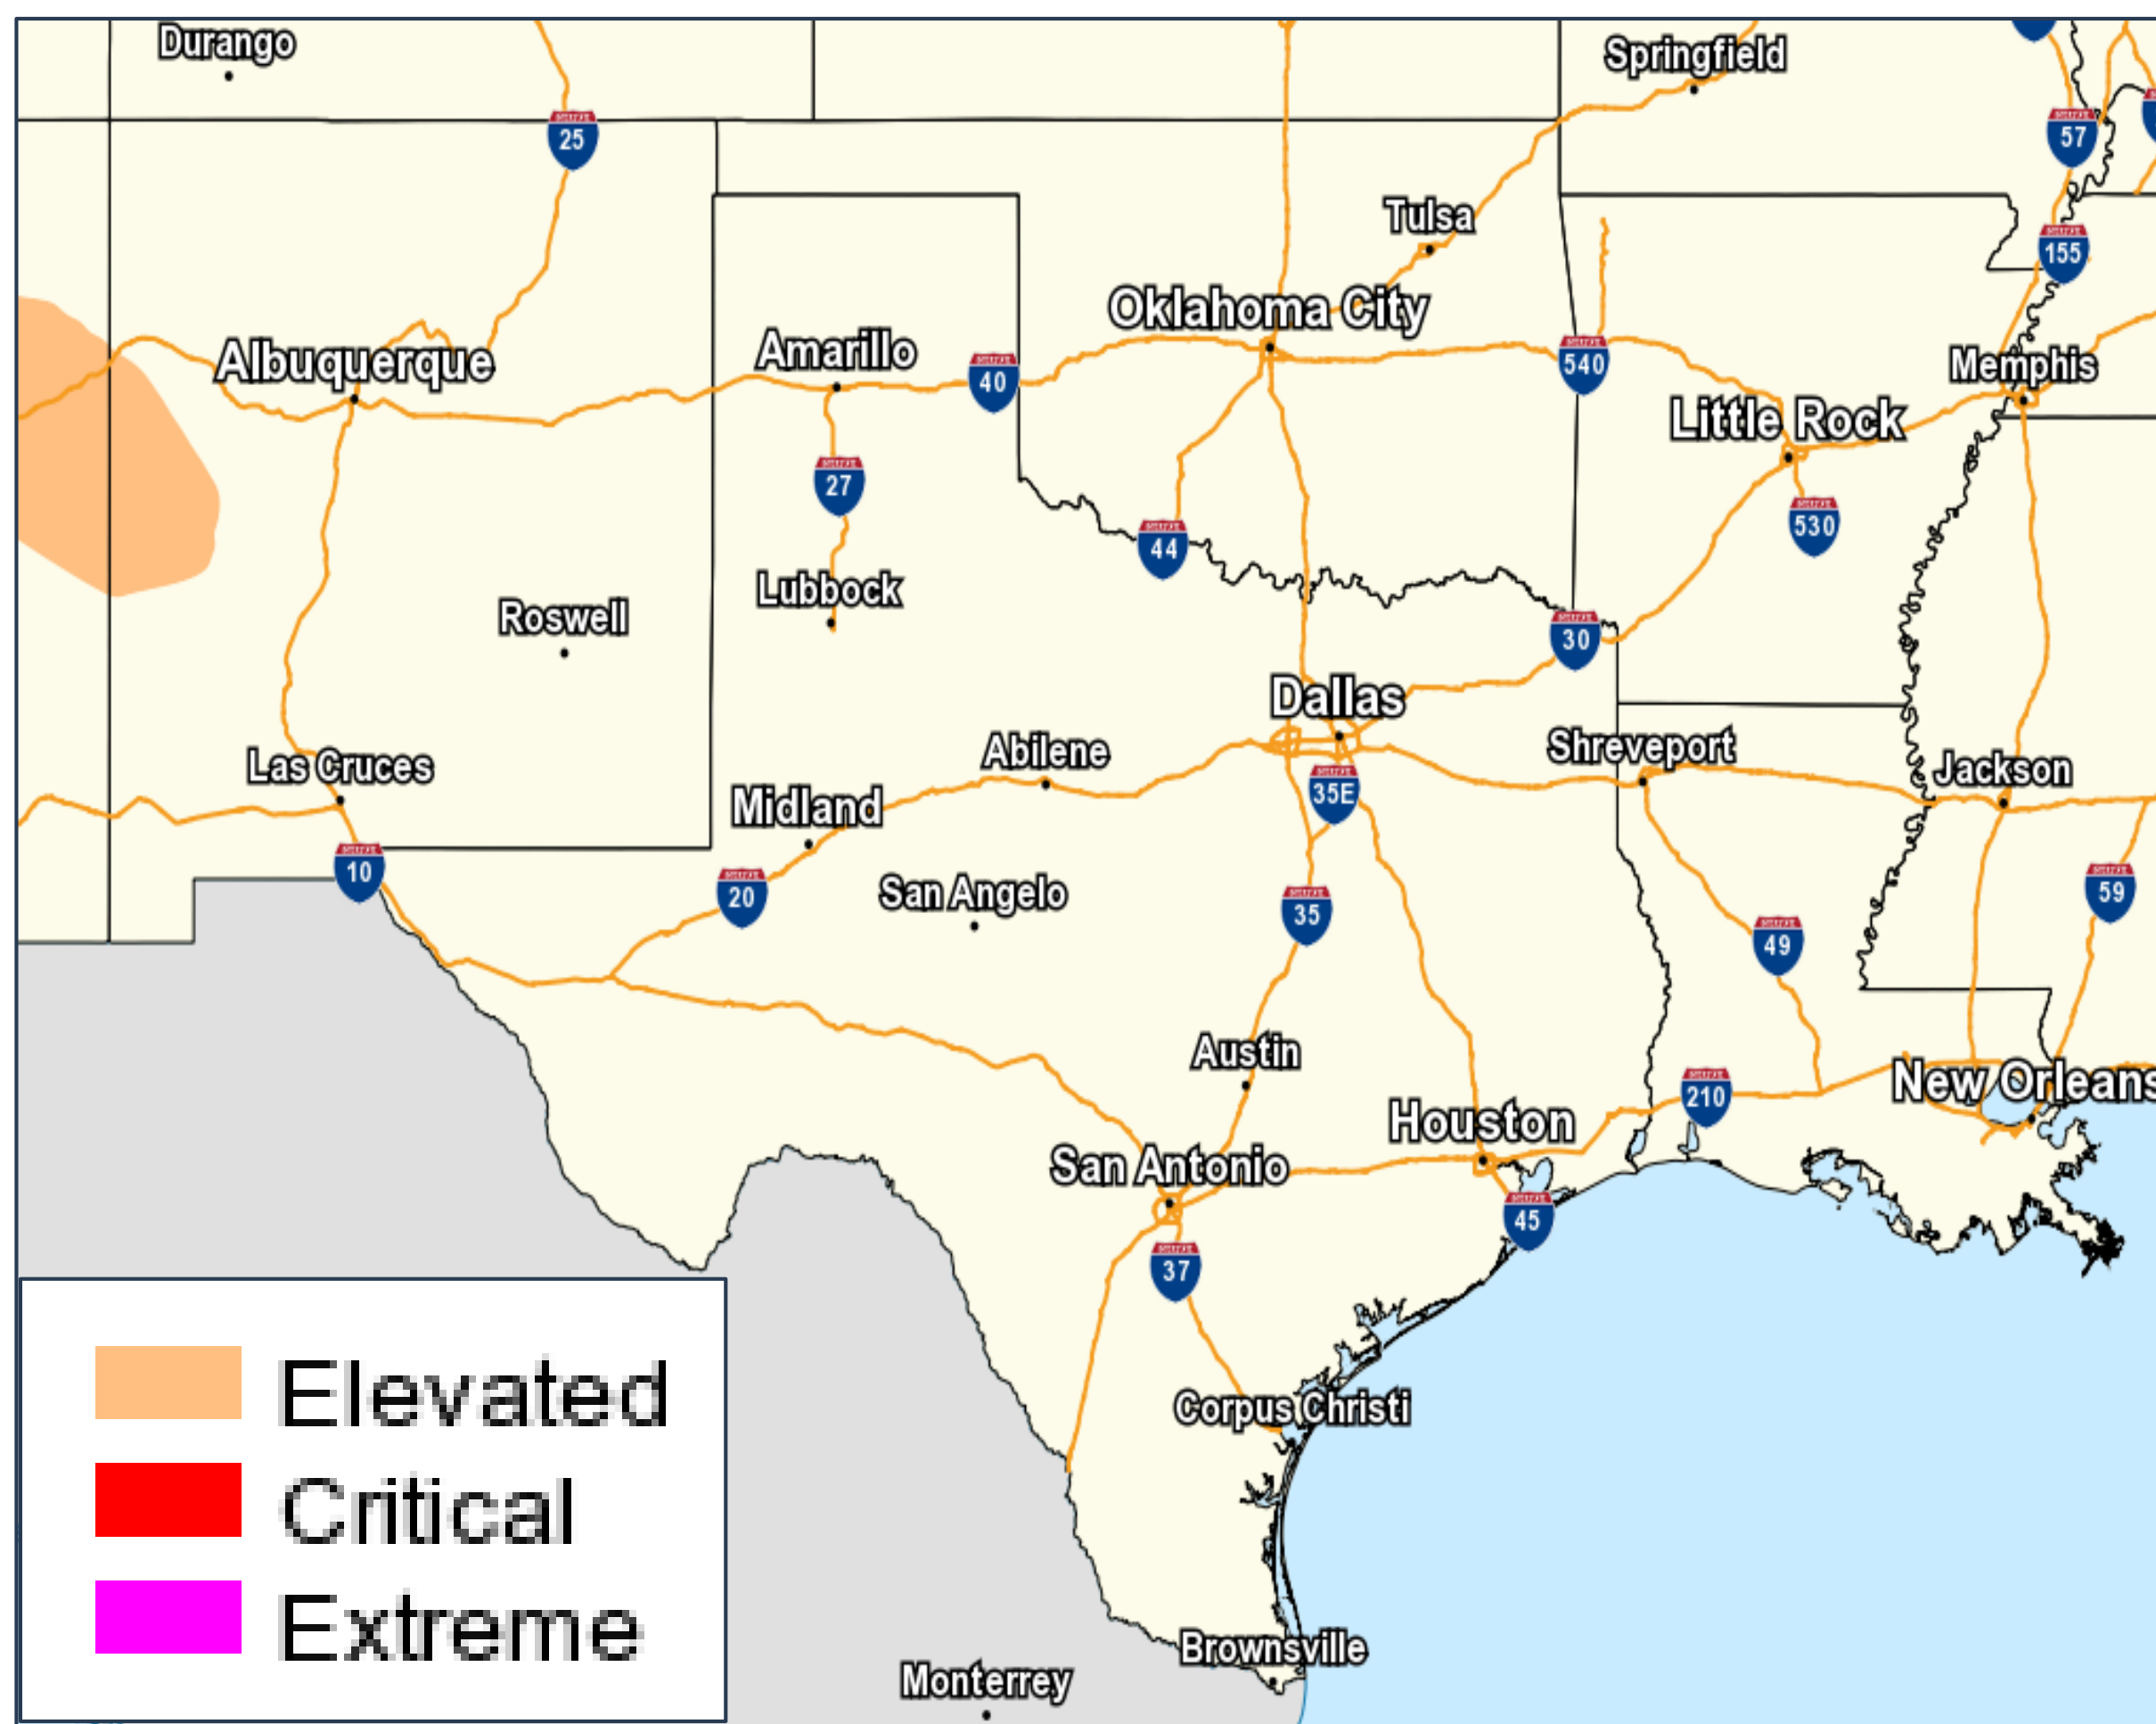 Durango
Springfield
25
57
155
Tulsa
Oklahoma City
Albuquerque
Amarillo
40
540
Memphis
Little Rock
27
530
44
Lubbock
Roswell
30
Dallas
Shreveport
Abilene
Las Cruces
Jackson
35E
Midland
10
20
San Angelo
35
59
49
Austin
210
New Orleans
Houston
San Antonio
45
37
Corpus Christi
Elevated
Critical
Extreme
Brownsville
Monterrey